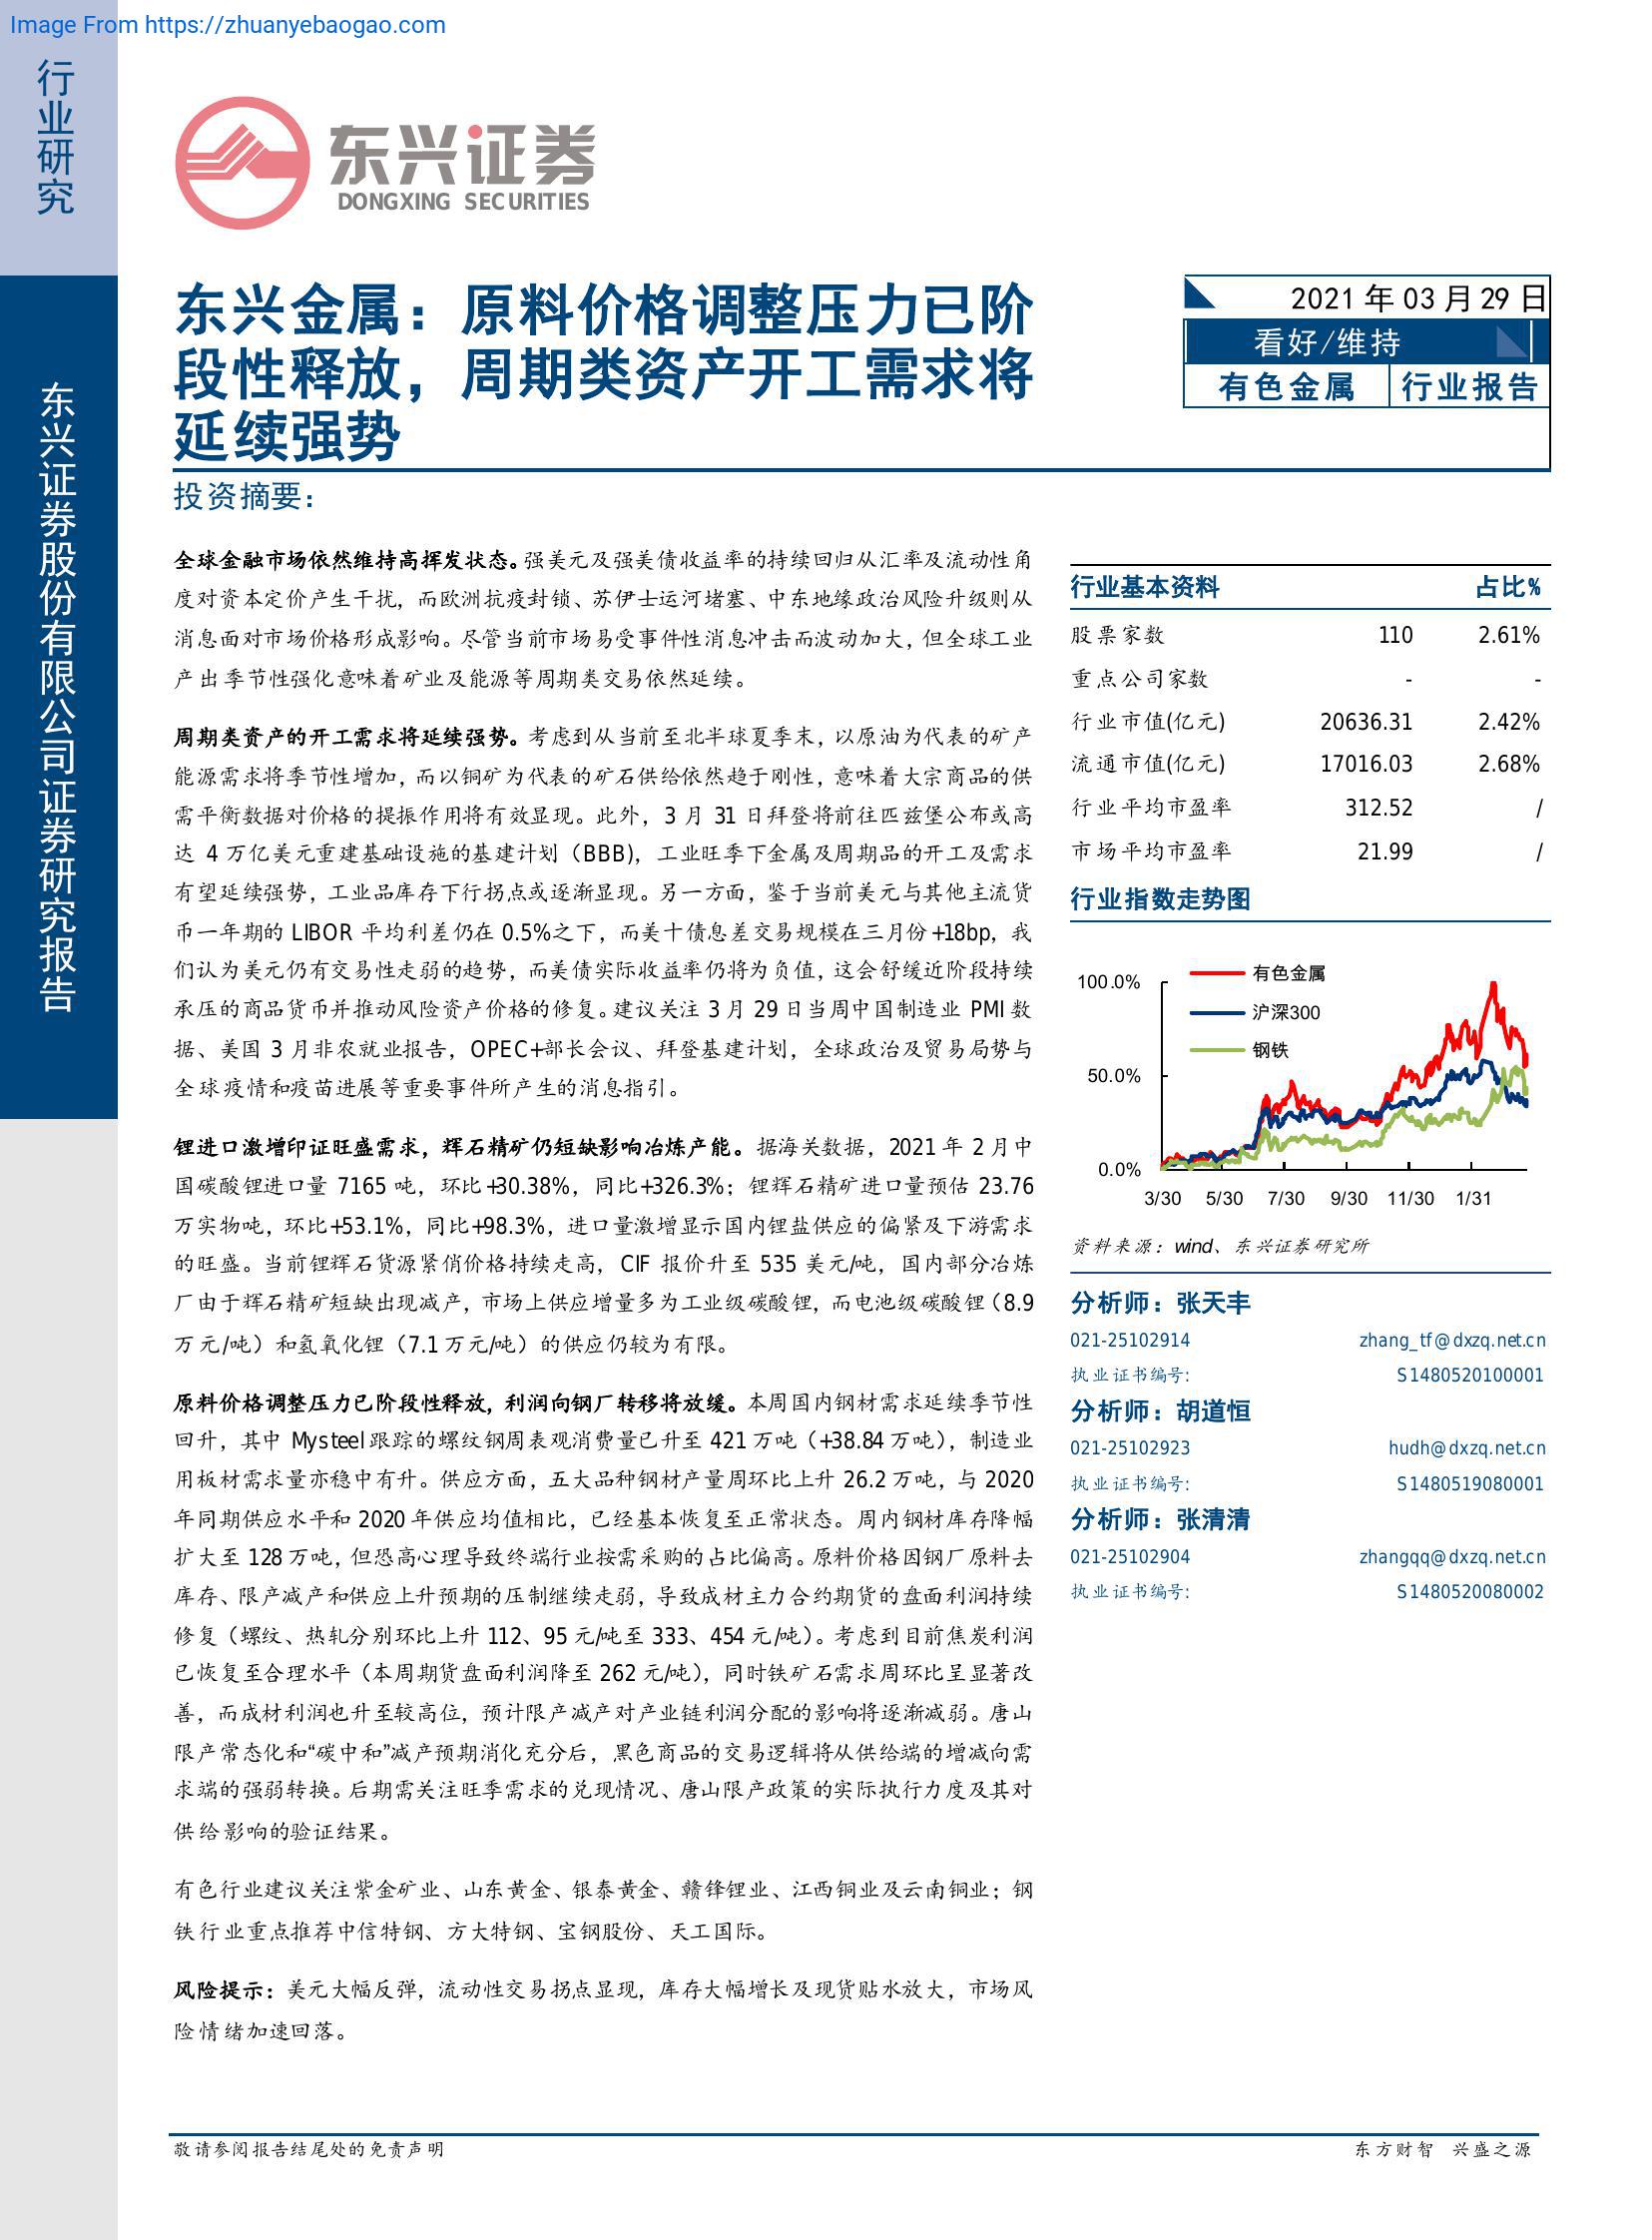 Image From https://zhuanyebaogao.com
行业研究
东兴证券股份有限公司证券研究报告
东兴证券
DONGXING SECURITIES
东兴金属：原料价格调整压力已阶
段性释放，周期类资产开工需求将
延续强势
2021 年 03 月 29 日
看好/维持
有色金属 行业报告
投资摘要：
全球金融市场依然维持高挥发状态。强美元及强美债收益率的持续回归从汇率及流动性角
度对资本定价产生干扰，而欧洲抗疫封锁、苏伊士运河堵塞、中东地缘政治风险升级则从
消息面对市场价格形成影响。尽管当前市场易受事件性消息冲击而波动加大，但全球工业
产出季节性强化意味着矿业及能源等周期类交易依然延续。
周期类资产的开工需求将延续强势。考虑到从当前至北半球夏季末，以原油为代表的矿产
能源需求将季节性增加，而以铜矿为代表的矿石供给依然趋于刚性，意味着大宗商品的供
需平衡数据对价格的提振作用将有效显现。此外，3 月 31 日拜登将前往匹兹堡公布或高
达 4 万亿美元重建基础设施的基建计划（BBB)，工业旺季下金属及周期品的开工及需求
有望延续强势，工业品库存下行拐点或逐渐显现。另一方面，鉴于当前美元与其他主流货
币一年期的 LIBOR 平均利差仍在 0.5%之下，而美十债息差交易规模在三月份+18bp，我
们认为美元仍有交易性走弱的趋势，而美债实际收益率仍将为负值，这会舒缓近阶段持续
承压的商品货币并推动风险资产价格的修复。建议关注 3 月 29 日当周中国制造业 PMI 数
据、美国 3 月非农就业报告，OPEC+部长会议、拜登基建计划，全球政治及贸易局势与
全球疫情和疫苗进展等重要事件所产生的消息指引。
锂进口激增印证旺盛需求，辉石精矿仍短缺影响冶炼产能。据海关数据，2021 年 2 月中
国碳酸锂进口量 7165 吨，环比+30.38%，同比+326.3%；锂辉石精矿进口量预估 23.76
万实物吨，环比+53.1%，同比+98.3%，进口量激增显示国内锂盐供应的偏紧及下游需求
的旺盛。当前锂辉石货源紧俏价格持续走高，CIF 报价升至 535 美元/吨，国内部分冶炼
厂由于辉石精矿短缺出现减产，市场上供应增量多为工业级碳酸锂，而电池级碳酸锂（8.9
万元/吨）和氢氧化锂（7.1 万元/吨）的供应仍较为有限。
原料价格调整压力已阶段性释放，利润向钢厂转移将放缓。本周国内钢材需求延续季节性
回升，其中 Mysteel 跟踪的螺纹钢周表观消费量已升至 421 万吨（+38.84 万吨），制造业
用板材需求量亦稳中有升。供应方面，五大品种钢材产量周环比上升 26.2 万吨，与 2020
年同期供应水平和 2020 年供应均值相比，已经基本恢复至正常状态。周内钢材库存降幅
扩大至 128 万吨，但恐高心理导致终端行业按需采购的占比偏高。原料价格因钢厂原料去
库存、限产减产和供应上升预期的压制继续走弱，导致成材主力合约期货的盘面利润持续
修复（螺纹、热轧分别环比上升 112、95 元/吨至 333、454 元/吨）。考虑到目前焦炭利润
已恢复至合理水平（本周期货盘面利润降至 262 元/吨），同时铁矿石需求周环比呈显著改
善，而成材利润也升至较高位，预计限产减产对产业链利润分配的影响将逐渐减弱。唐山
限产常态化和“碳中和”减产预期消化充分后，黑色商品的交易逻辑将从供给端的增减向需
求端的强弱转换。后期需关注旺季需求的兑现情况、唐山限产政策的实际执行力度及其对
供给影响的验证结果。
有色行业建议关注紫金矿业、山东黄金、银泰黄金、赣锋锂业、江西铜业及云南铜业；钢
铁行业重点推荐中信特钢、方大特钢、宝钢股份、天工国际。
风险提示：美元大幅反弹，流动性交易拐点显现，库存大幅增长及现货贴水放大，市场风
险情绪加速回落。
行业基本资料 占比%
股票家数 110 2.61%
重点公司家数 - -
行业市值(亿元) 20636.31 2.42%
流通市值(亿元) 17016.03 2.68%
行业平均市盈率 312.52 /
市场平均市盈率 21.99 /
行业指数走势图
有色金属
沪深300
钢铁
100.0%
50.0%
0.0%
3/30 5/30 7/30 9/30 11/30 1/31
资料来源：wind、东兴证券研究所
分析师：张天丰
021-25102914 zhang_tf@dxzq.net.cn
执业证书编号: S1480520100001
分析师：胡道恒
021-25102923 hudh@dxzq.net.cn
执业证书编号: S1480519080001
分析师：张清清
021-25102904 zhangqq@dxzq.net.cn
执业证书编号: S1480520080002
敬请参阅报告结尾处的免责声明
东方财智 兴盛之源